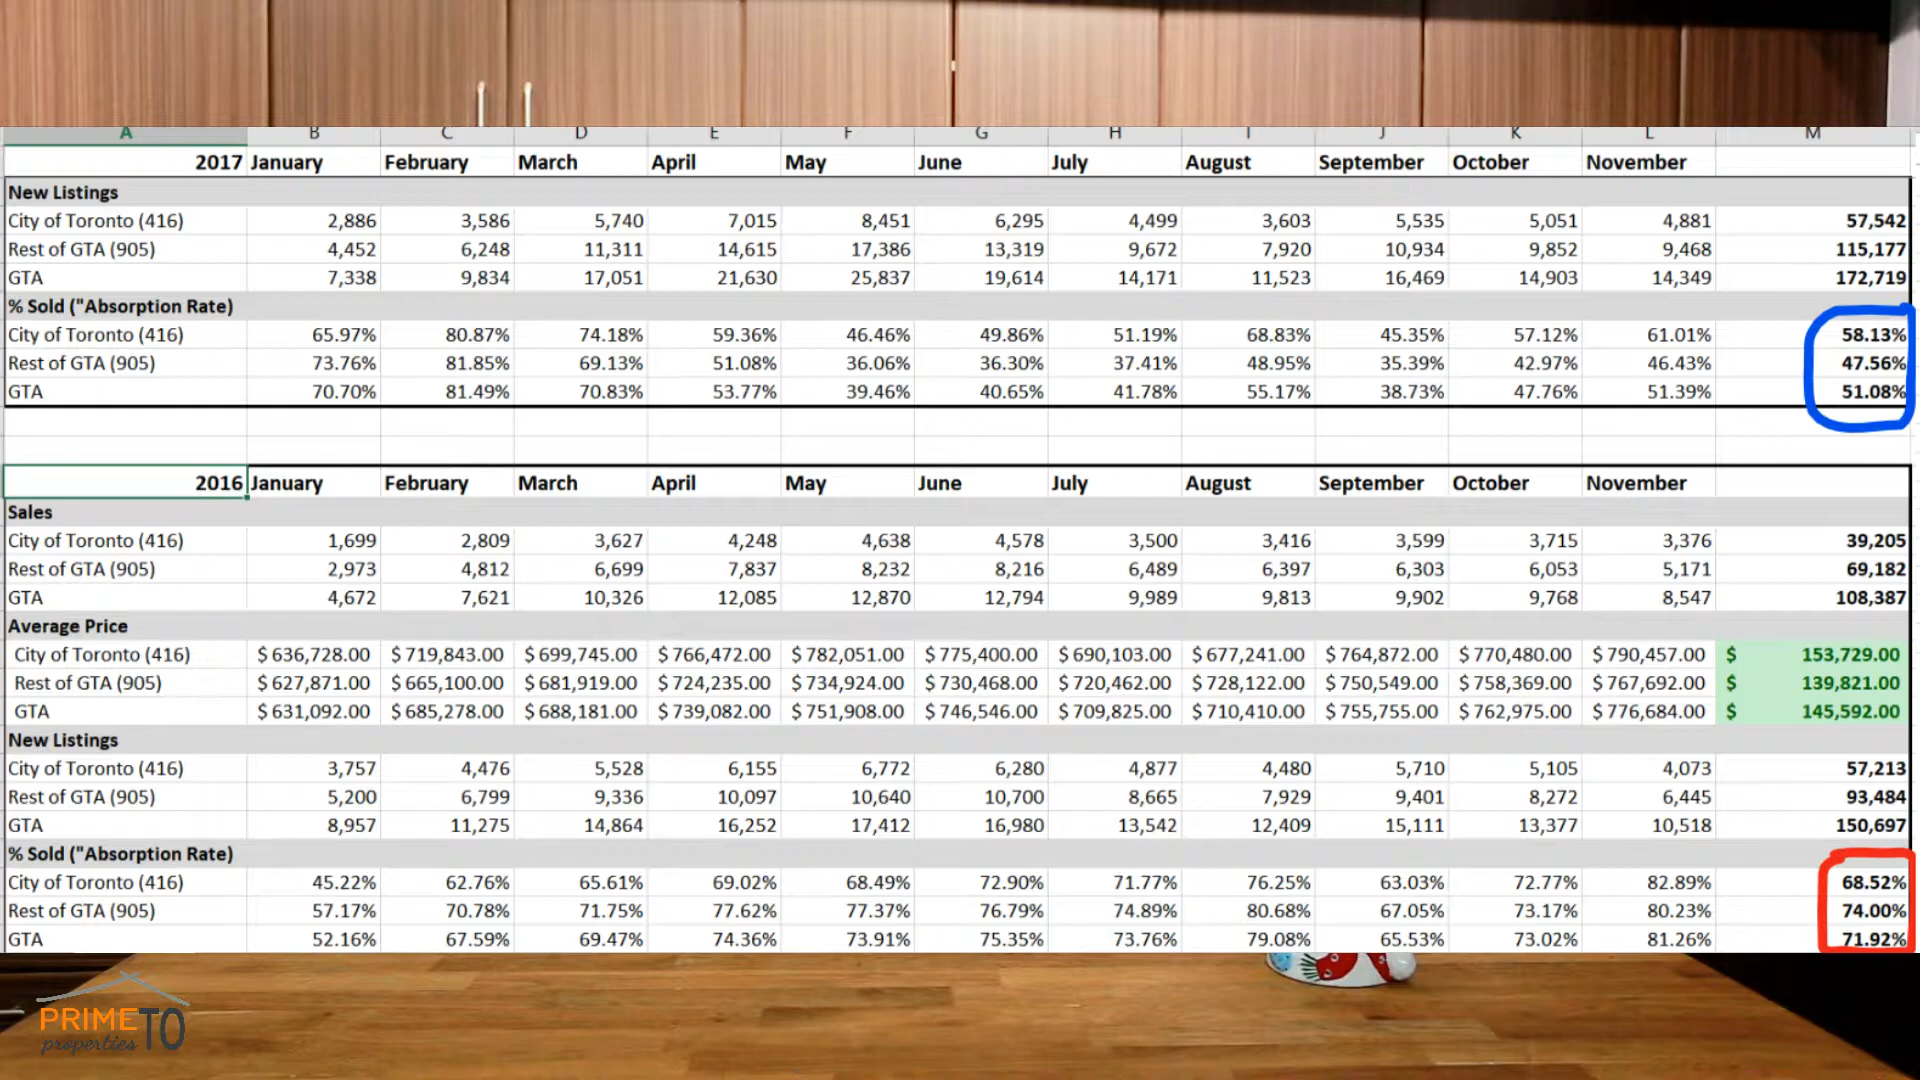 A B C D E F G H I J K L M
2017 January February March April May June July August September October November
New Listings
City of Toronto (416) 2,886 3,586 5,740 7,015 8,451 6,295 4,499 3,603 5,535 5,051 4,881 57,542
Rest of GTA (905) 4,452 6,248 11,311 14,615 17,386 13,319 9,672 7,920 10,934 9,852 9,468 115,177
GTA 7,338 9,834 17,051 21,630 25,837 19,614 14,171 11,523 16,469 14,903 14,349 172,719
% Sold ("Absorption Rate)
City of Toronto (416) 65.97% 80.87% 74.18% 59.36% 46.46% 49.86% 51.19% 68.83% 45.35% 57.12% 61.01% 58.13%
Rest of GTA (905) 73.76% 81.85% 69.13% 51.08% 36.06% 36.30% 37.41% 48.95% 35.39% 42.97% 46.43% 47.56%
GTA 70.70% 81.49% 70.83% 53.77% 39.46% 40.65% 41.78% 55.17% 38.73% 47.76% 51.39% 51.08%
2016 January February March April May June July August September October November
Sales
City of Toronto (416) 1,699 2,809 3,627 4,248 4,638 4,578 3,500 3,416 3,599 3,715 3,376 39,205
Rest of GTA (905) 2,973 4,812 6,699 7,837 8,232 8,216 6,489 6,397 6,303 6,053 5,171 69,182
GTA 4,672 7,621 10,326 12,085 12,870 12,794 9,989 9,813 9,902 9,768 8,547 108,387
Average Price
City of Toronto (416) $ 636,728.00 $ 719,843.00 $ 699,745.00 $ 766,472.00 $ 782,051.00 $ 775,400.00 $ 690,103.00 $ 677,241.00 $ 764,872.00 $ 770,480.00 $ 790,457.00 $ 153,729.00
Rest of GTA (905) $ 627,871.00 $ 665,100.00 $ 681,919.00 $ 724,235.00 $ 734,924.00 $ 730,468.00 $ 720,462.00 $ 728,122.00 $ 750,549.00 $ 758,369.00 $ 767,692.00 $ 139,821.00
GTA $ 631,092.00 $ 685,278.00 $ 688,181.00 $ 739,082.00 $ 751,908.00 $ 746,546.00 $ 709,825.00 $ 710,410.00 $ 755,755.00 $ 762,975.00 $ 776,684.00 $ 145,592.00
New Listings
City of Toronto (416) 3,757 4,476 5,528 6,155 6,772 6,280 4,877 4,480 5,710 5,105 4,073 57,213
Rest of GTA (905) 5,200 6,799 9,336 10,097 10,640 10,700 8,665 7,929 9,401 8,272 6,445 93,484
GTA 8,957 11,275 14,864 16,252 17,412 16,980 13,542 12,409 15,111 13,377 10,518 150,697
% Sold ("Absorption Rate)
City of Toronto (416) 45.22% 62.76% 65.61% 69.02% 68.49% 72.90% 71.77% 76.25% 63.03% 72.77% 82.89% 68.52%
Rest of GTA (905) 57.17% 70.78% 71.75% 77.62% 77.37% 76.79% 74.89% 80.68% 67.05% 73.17% 80.23% 74.00%
GTA 52.16% 67.59% 69.47% 74.36% 73.91% 75.35% 73.76% 79.08% 65.53% 73.02% 81.26% 71.92%
PRIME TO
properties